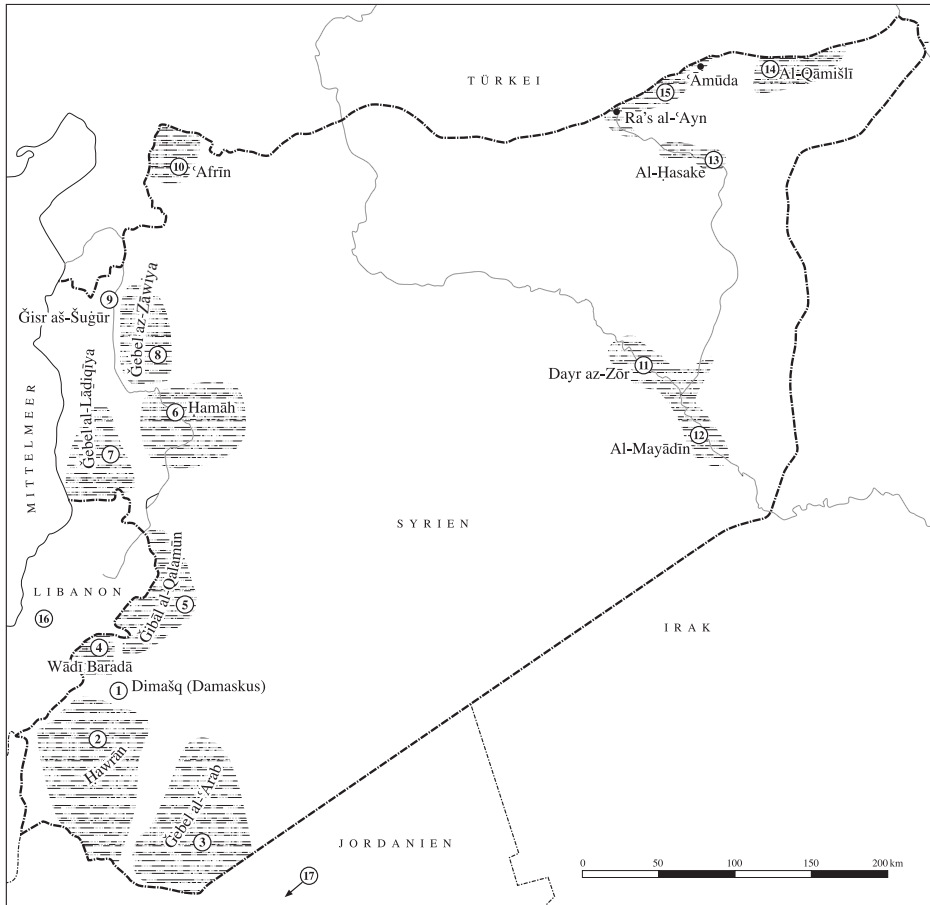 TÜRKEI
ʿĀmūda
14
Al-Qāmišlī
15
Ra's al-ʿAyn
10
ʿAfrīn
13
Al-Ḥasake
9
Ǧisr aš-Šuġūr
Ǧebel az-Zāwiya
8
11
Dayr az-Zōr
6
Ḥamāh
12
Al-Mayādīn
Ǧebel al-Lādiqīya
7
MITTELMEER
SYRIEN
Ǧibāl al-Qalamūn
5
LIBANON
16
IRAK
4
Wādī Baradā
1
Dimašq (Damaskus)
2
Ḥawrān
Ǧebel al-ʿArab
3
JORDANIEN
17
0 50 100 150 200 km